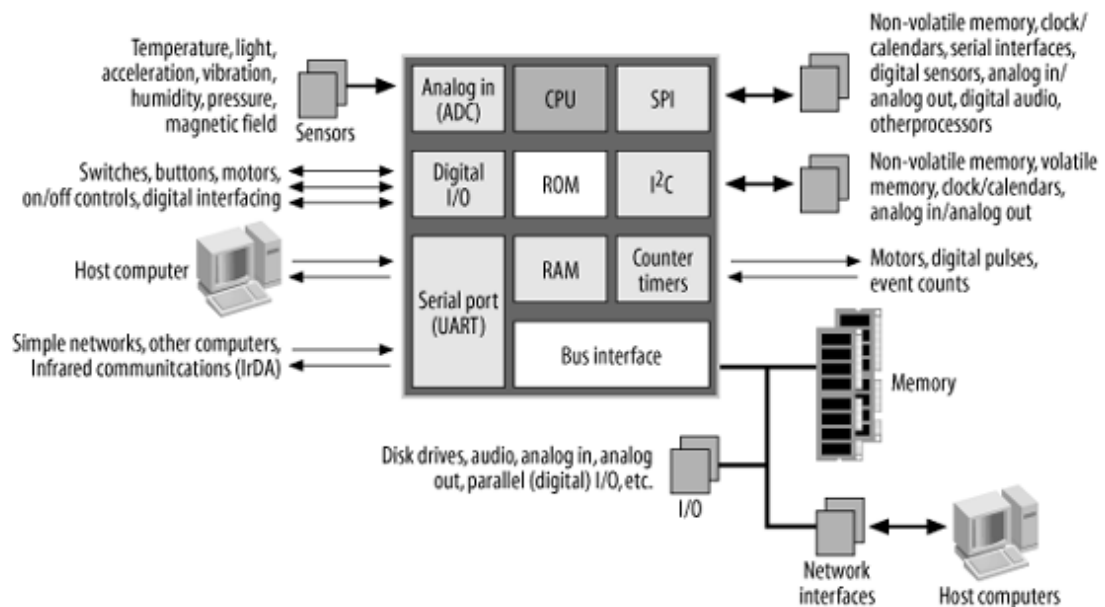 Temperature, light,
acceleration, vibration,
humidity, pressure,
magnetic field
Sensors
Analog in
(ADC)
CPU
SPI
Non-volatile memory, clock/
calendars, serial interfaces,
digital sensors, analog in/
analog out, digital audio,
otherprocessors
Switches, buttons, motors,
on/off controls, digital interfacing
Digital
I/O
ROM
I²C
Non-volatile memory, volatile
memory, clock/calendars,
analog in/analog out
Host computer
Serial port
(UART)
RAM
Counter
timers
Motors, digital pulses,
event counts
Simple networks, other computers,
Infrared communitcations (IrDA)
Bus interface
Memory
Disk drives, audio, analog in, analog
out, parallel (digital) I/O, etc.
I/O
Network
interfaces
Host computers